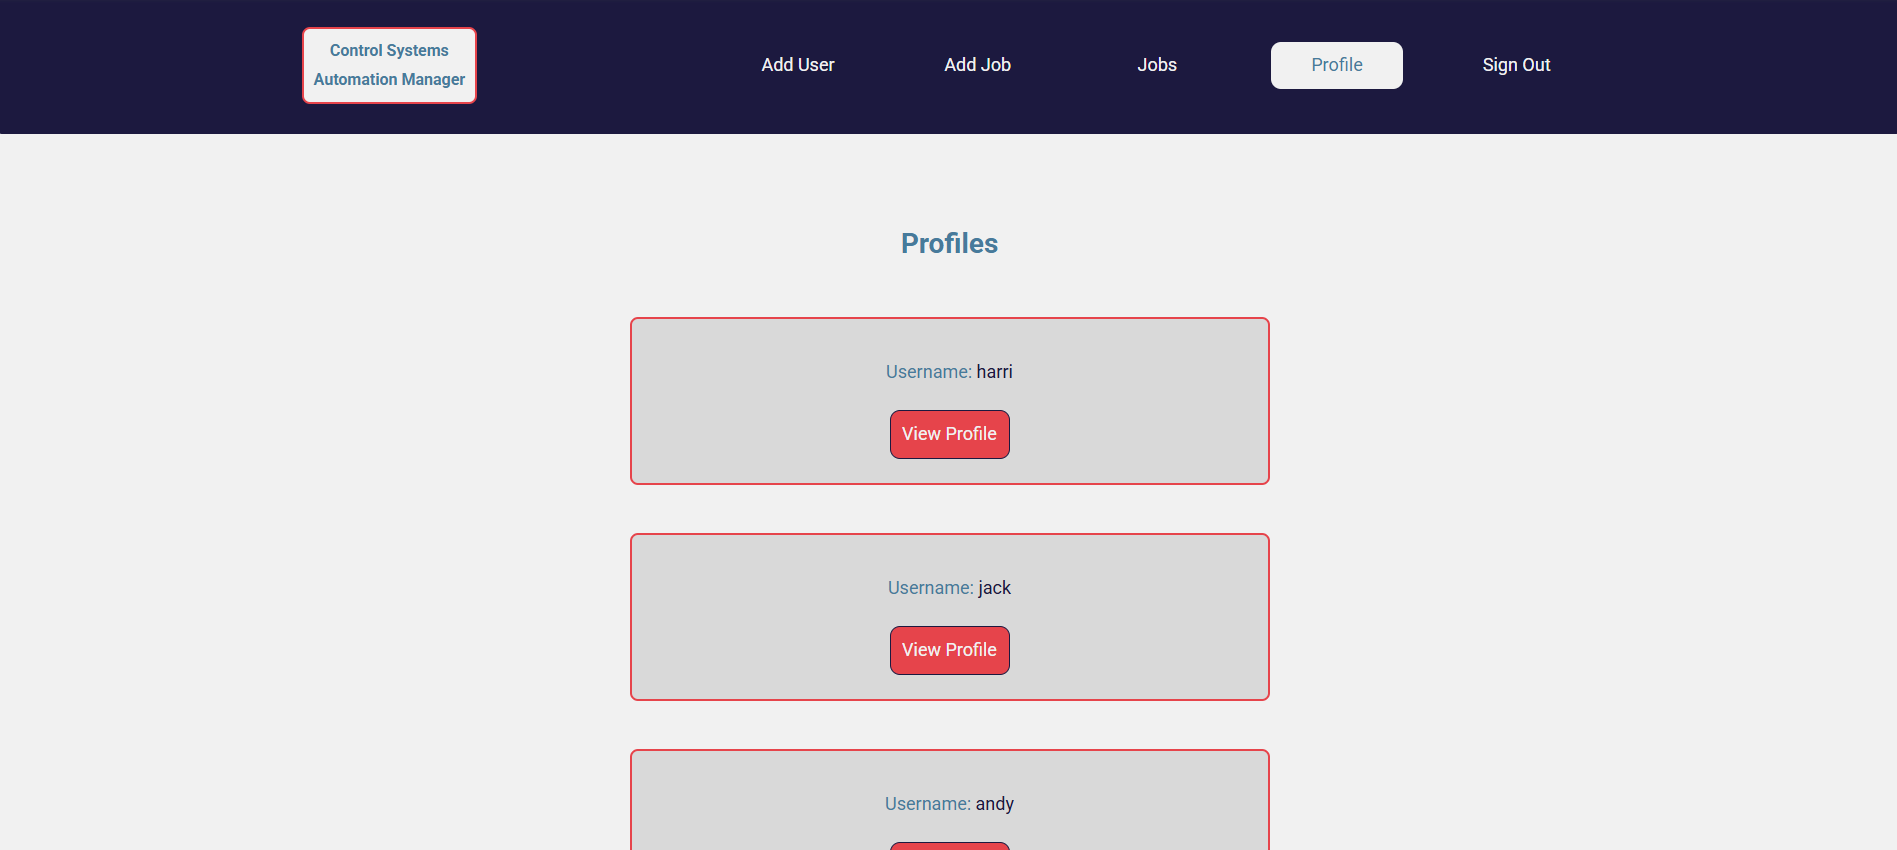 Control Systems
Automation Manager
Add User
Add Job
Jobs
Profile
Sign Out
Profiles
Username: harri
View Profile
Username: jack
View Profile
Username: andy